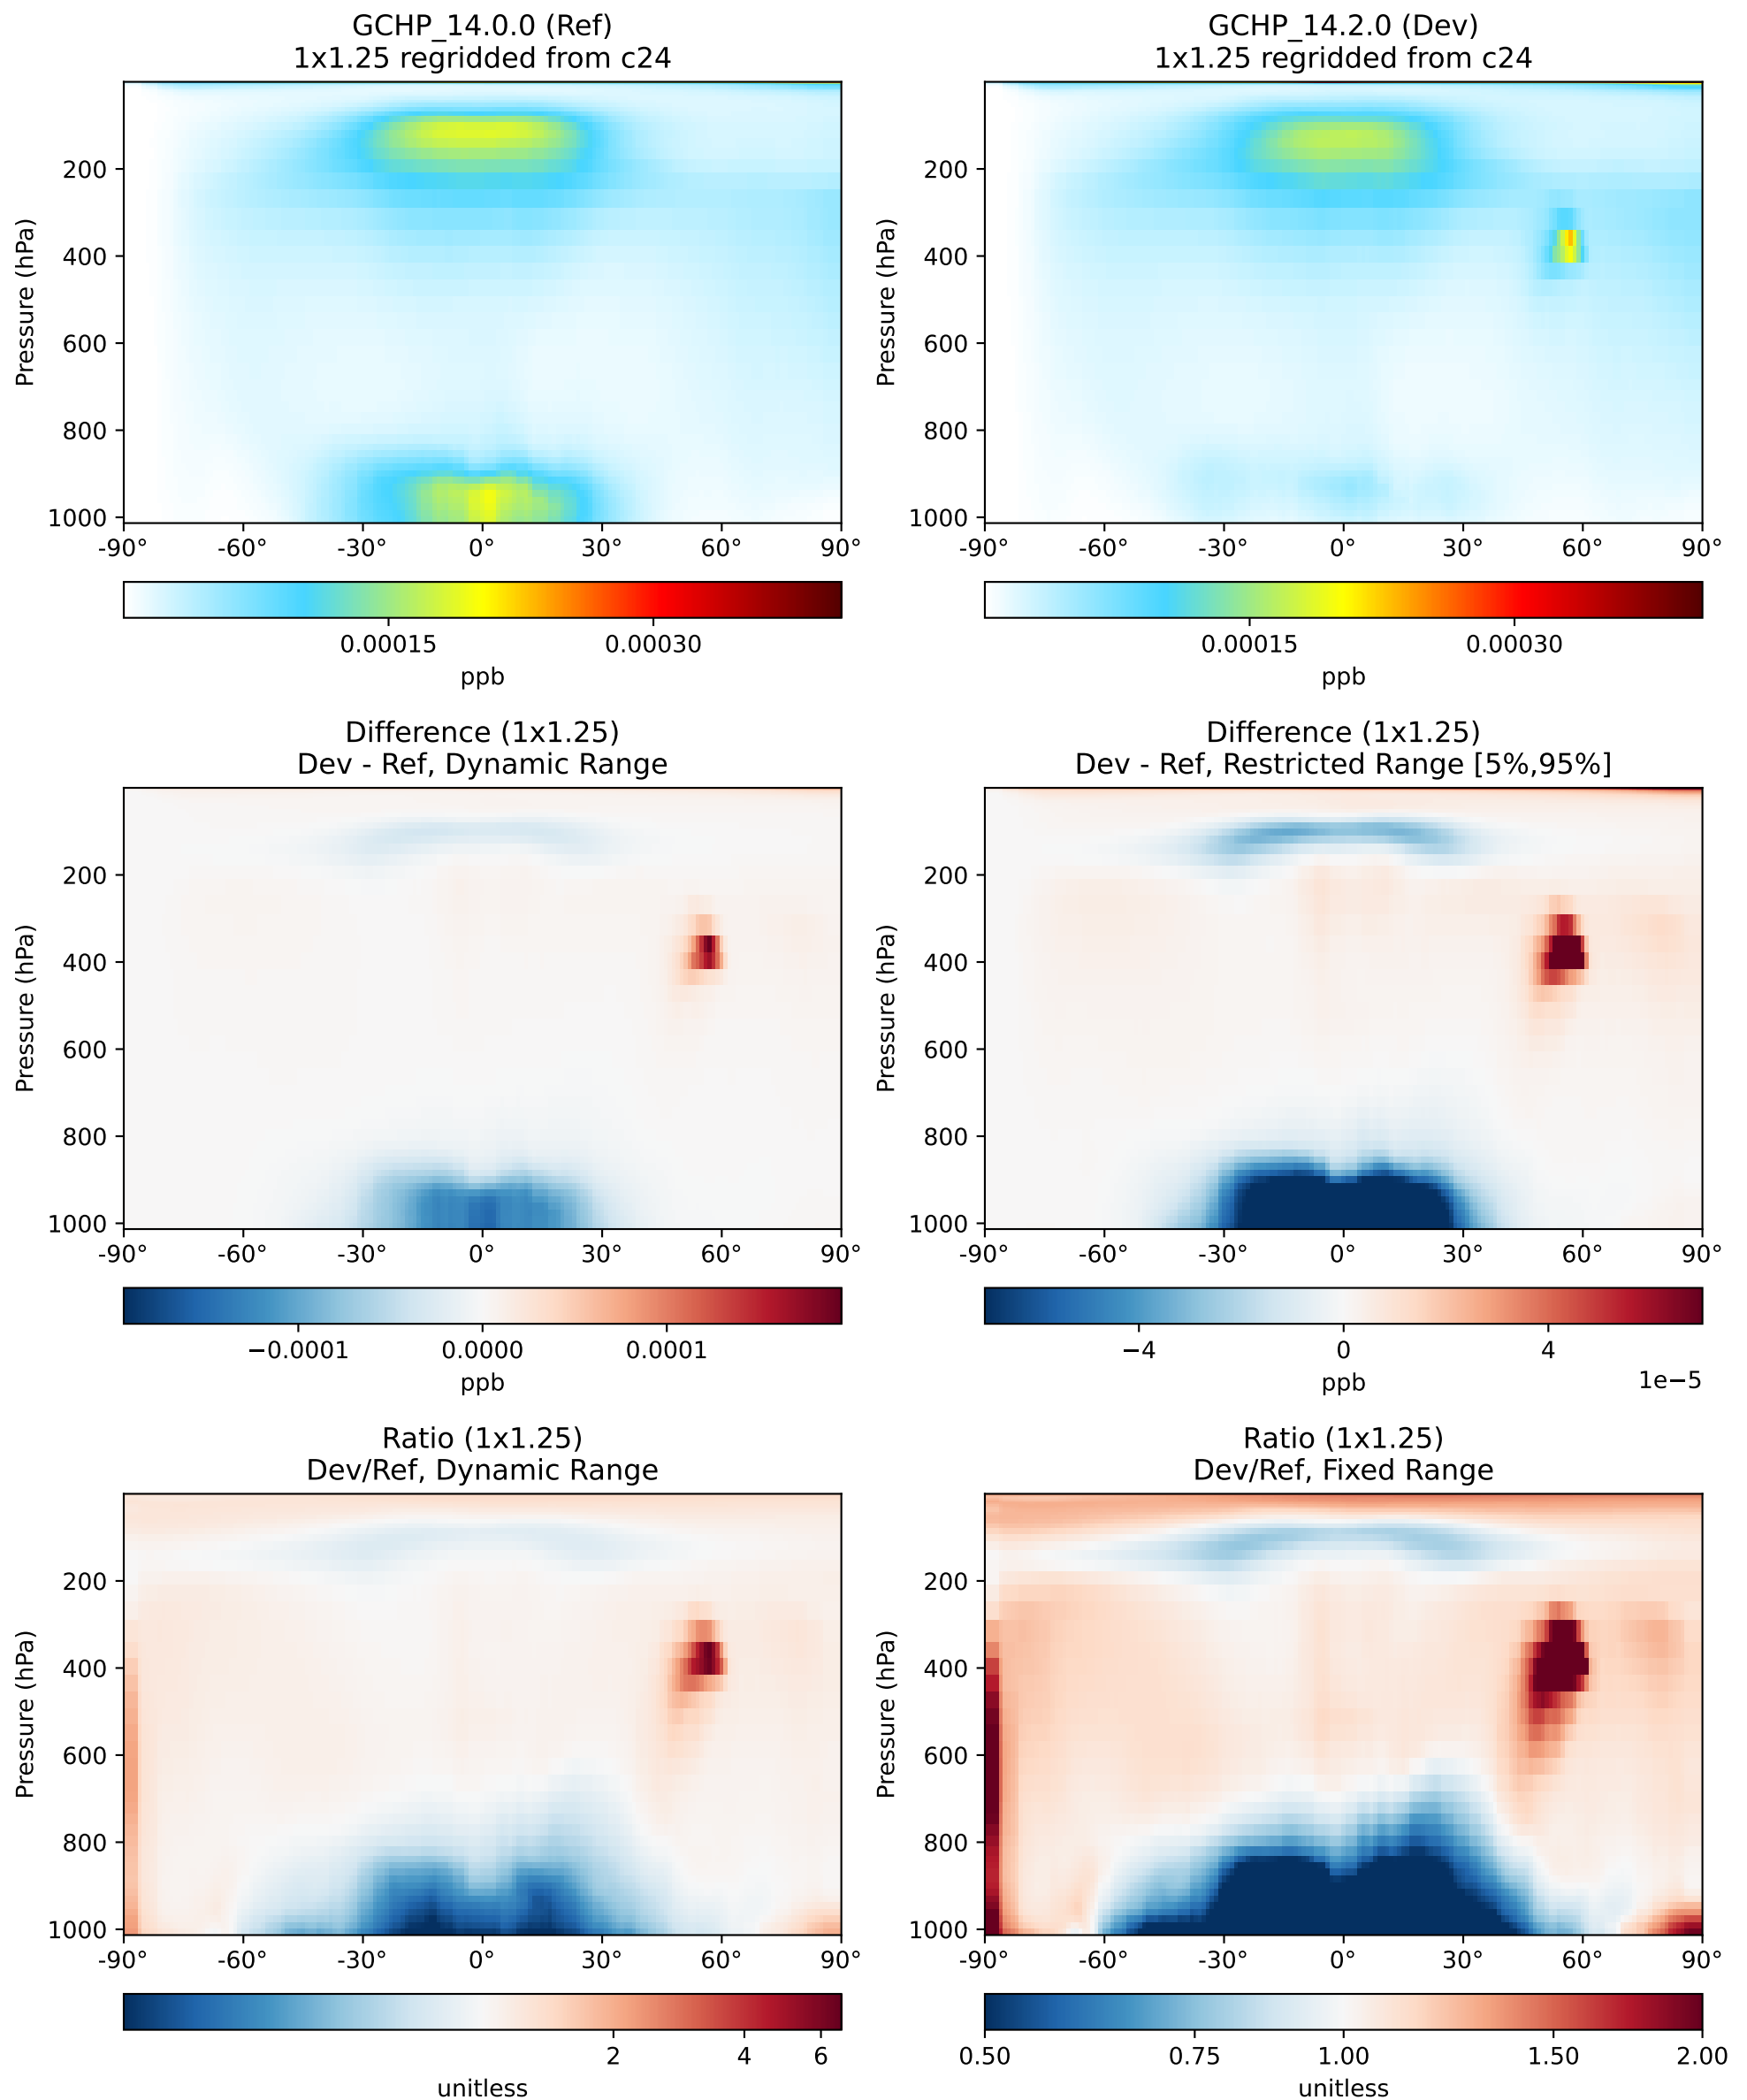 GCHP_14.0.0 (Ref)
1x1.25 regridded from c24
GCHP_14.2.0 (Dev)
1x1.25 regridded from c24
Pressure (hPa)
200
400
600
800
1000
-90° -60° -30° 0° 30° 60° 90°
0.00015 0.00030
ppb
Pressure (hPa)
200
400
600
800
1000
-90° -60° -30° 0° 30° 60° 90°
0.00015 0.00030
ppb
Difference (1x1.25)
Dev - Ref, Dynamic Range
Difference (1x1.25)
Dev - Ref, Restricted Range [5%,95%]
Pressure (hPa)
200
400
600
800
1000
-90° -60° -30° 0° 30° 60° 90°
−0.0001 0.0000 0.0001
ppb
Pressure (hPa)
200
400
600
800
1000
-90° -60° -30° 0° 30° 60° 90°
−4 0 4
ppb
1e−5
Ratio (1x1.25)
Dev/Ref, Dynamic Range
Ratio (1x1.25)
Dev/Ref, Fixed Range
Pressure (hPa)
200
400
600
800
1000
-90° -60° -30° 0° 30° 60° 90°
2 4 6
unitless
Pressure (hPa)
200
400
600
800
1000
-90° -60° -30° 0° 30° 60° 90°
0.50 0.75 1.00 1.50 2.00
unitless